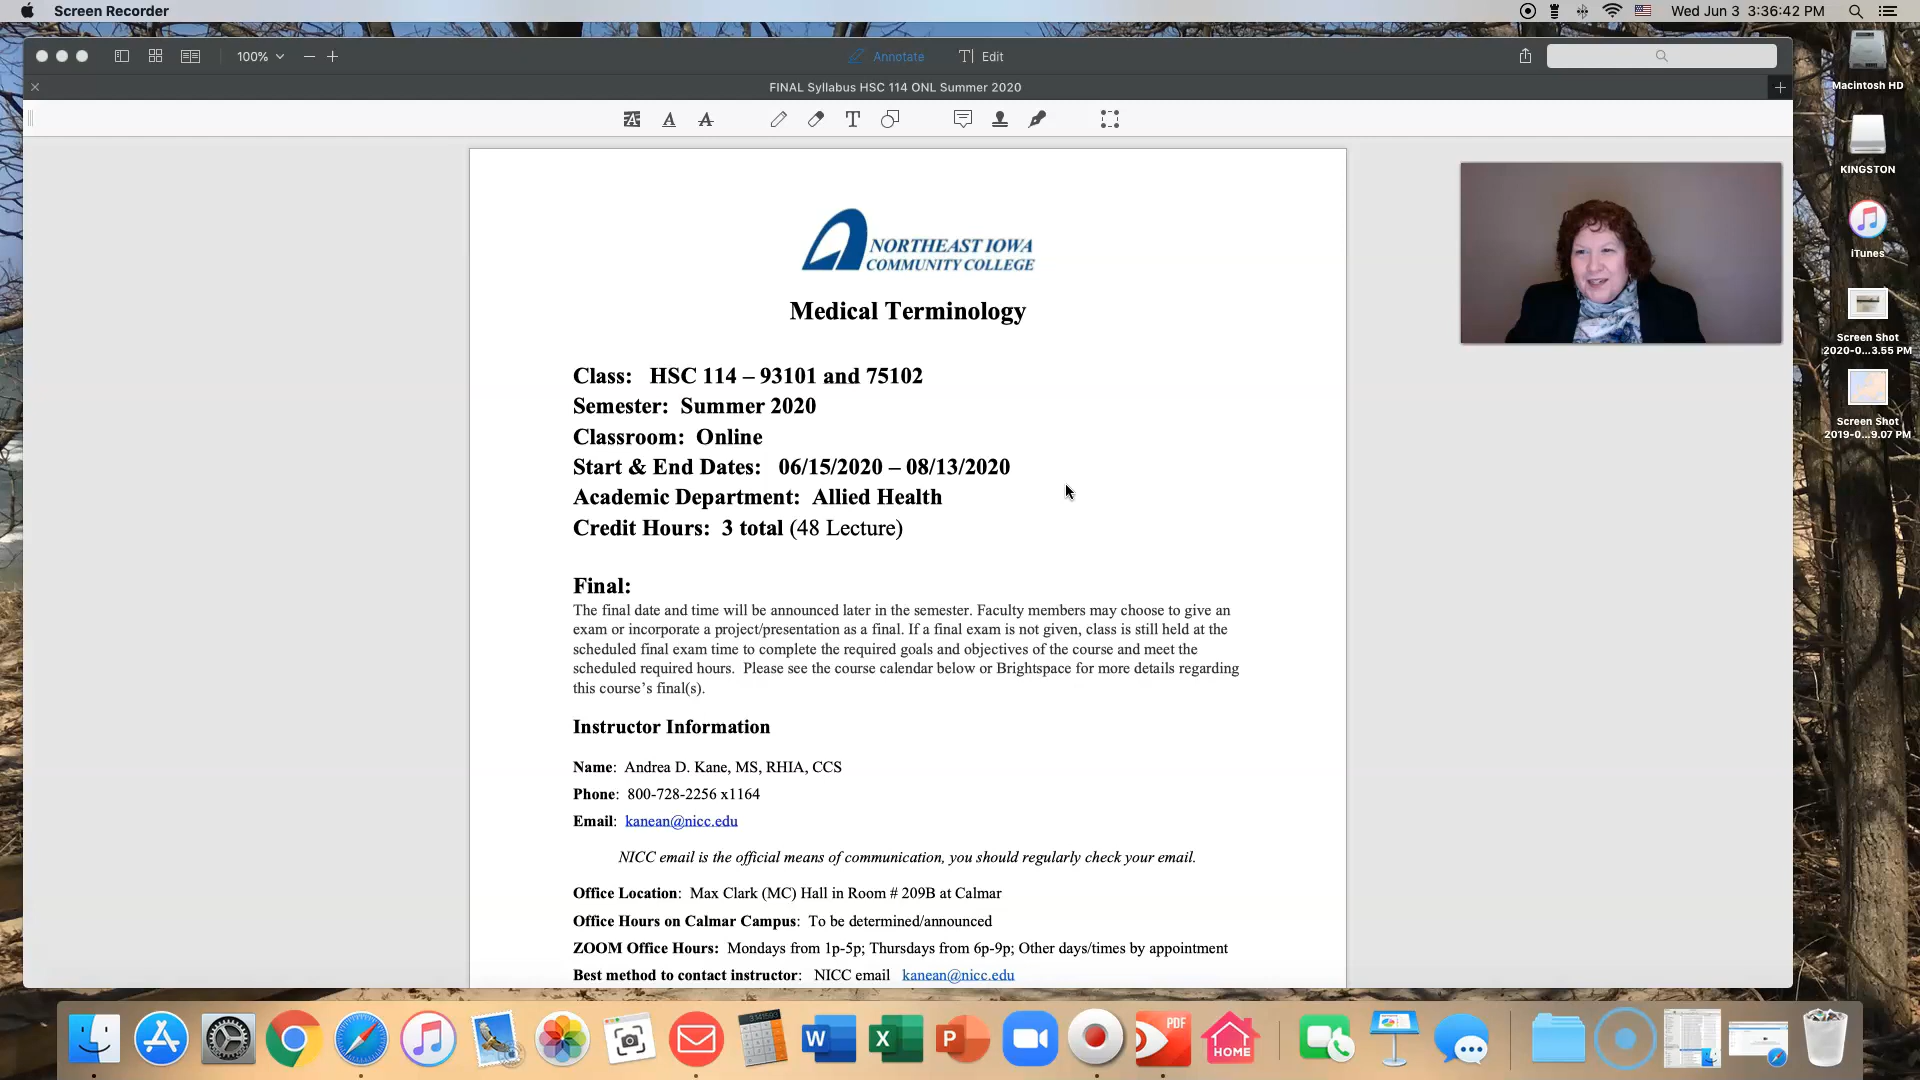 Screen Recorder
Wed Jun 3 3:36:42 PM
100%
Annotate
Edit
FINAL Syllabus HSC 114 ONL Summer 2020
NORTHEAST IOWA
COMMUNITY COLLEGE
Medical Terminology
Class: HSC 114 – 93101 and 75102
Semester: Summer 2020
Classroom: Online
Start & End Dates: 06/15/2020 – 08/13/2020
Academic Department: Allied Health
Credit Hours: 3 total (48 Lecture)
Final:
The final date and time will be announced later in the semester. Faculty members may choose to give an
exam or incorporate a project/presentation as a final. If a final exam is not given, class is still held at the
scheduled final exam time to complete the required goals and objectives of the course and meet the
scheduled required hours. Please see the course calendar below or Brightspace for more details regarding
this course’s final(s).
Instructor Information
Name: Andrea D. Kane, MS, RHIA, CCS
Phone: 800-728-2256 x1164
Email: kanean@nicc.edu
NICC email is the official means of communication, you should regularly check your email.
Office Location: Max Clark (MC) Hall in Room # 209B at Calmar
Office Hours on Calmar Campus: To be determined/announced
ZOOM Office Hours: Mondays from 1p-5p; Thursdays from 6p-9p; Other days/times by appointment
Best method to contact instructor: NICC email kanean@nicc.edu
Macintosh HD
KINGSTON
iTunes
Screen Shot
2020-0...3.55 PM
Screen Shot
2019-0...9.07 PM
W
X
P
PDF
HOME